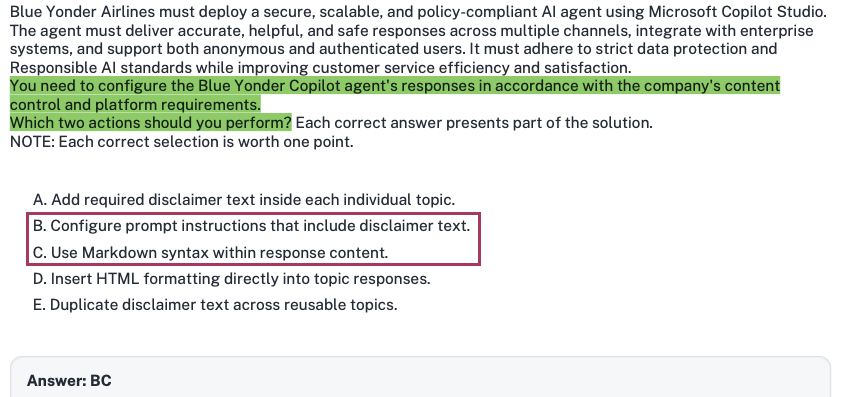 Blue Yonder Airlines must deploy a secure, scalable, and policy-compliant AI agent using Microsoft Copilot Studio.
The agent must deliver accurate, helpful, and safe responses across multiple channels, integrate with enterprise
systems, and support both anonymous and authenticated users. It must adhere to strict data protection and
Responsible AI standards while improving customer service efficiency and satisfaction.
You need to configure the Blue Yonder Copilot agent's responses in accordance with the company's content
control and platform requirements.
Which two actions should you perform? Each correct answer presents part of the solution.
NOTE: Each correct selection is worth one point.
A. Add required disclaimer text inside each individual topic.
B. Configure prompt instructions that include disclaimer text.
C. Use Markdown syntax within response content.
D. Insert HTML formatting directly into topic responses.
E. Duplicate disclaimer text across reusable topics.
Answer: BC